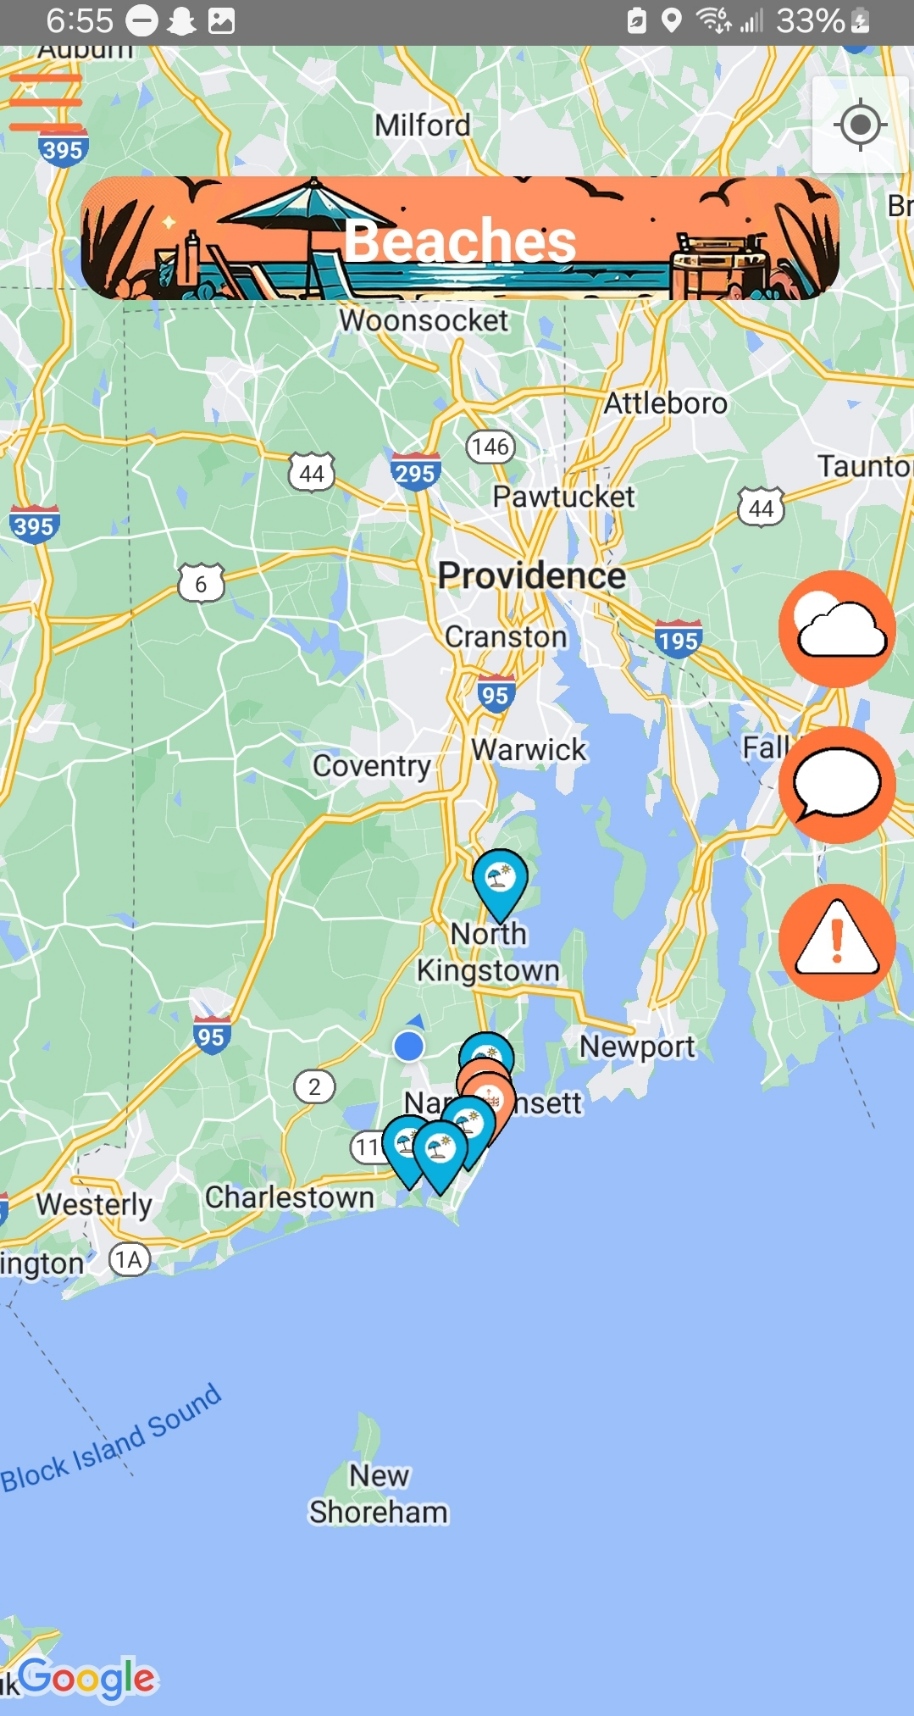 6:55
33%
Auburn
395
Milford
Br
Beaches
Woonsocket
Attleboro
146
295
44
Taunto
Pawtucket
44
395
Providence
6
Cranston
195
95
Warwick
Fall
Coventry
North
Kingstown
95
Newport
2
Nar nsett
11
Westerly
Charlestown
ington
1A
Block Island Sound
New
Shoreham
k
Google